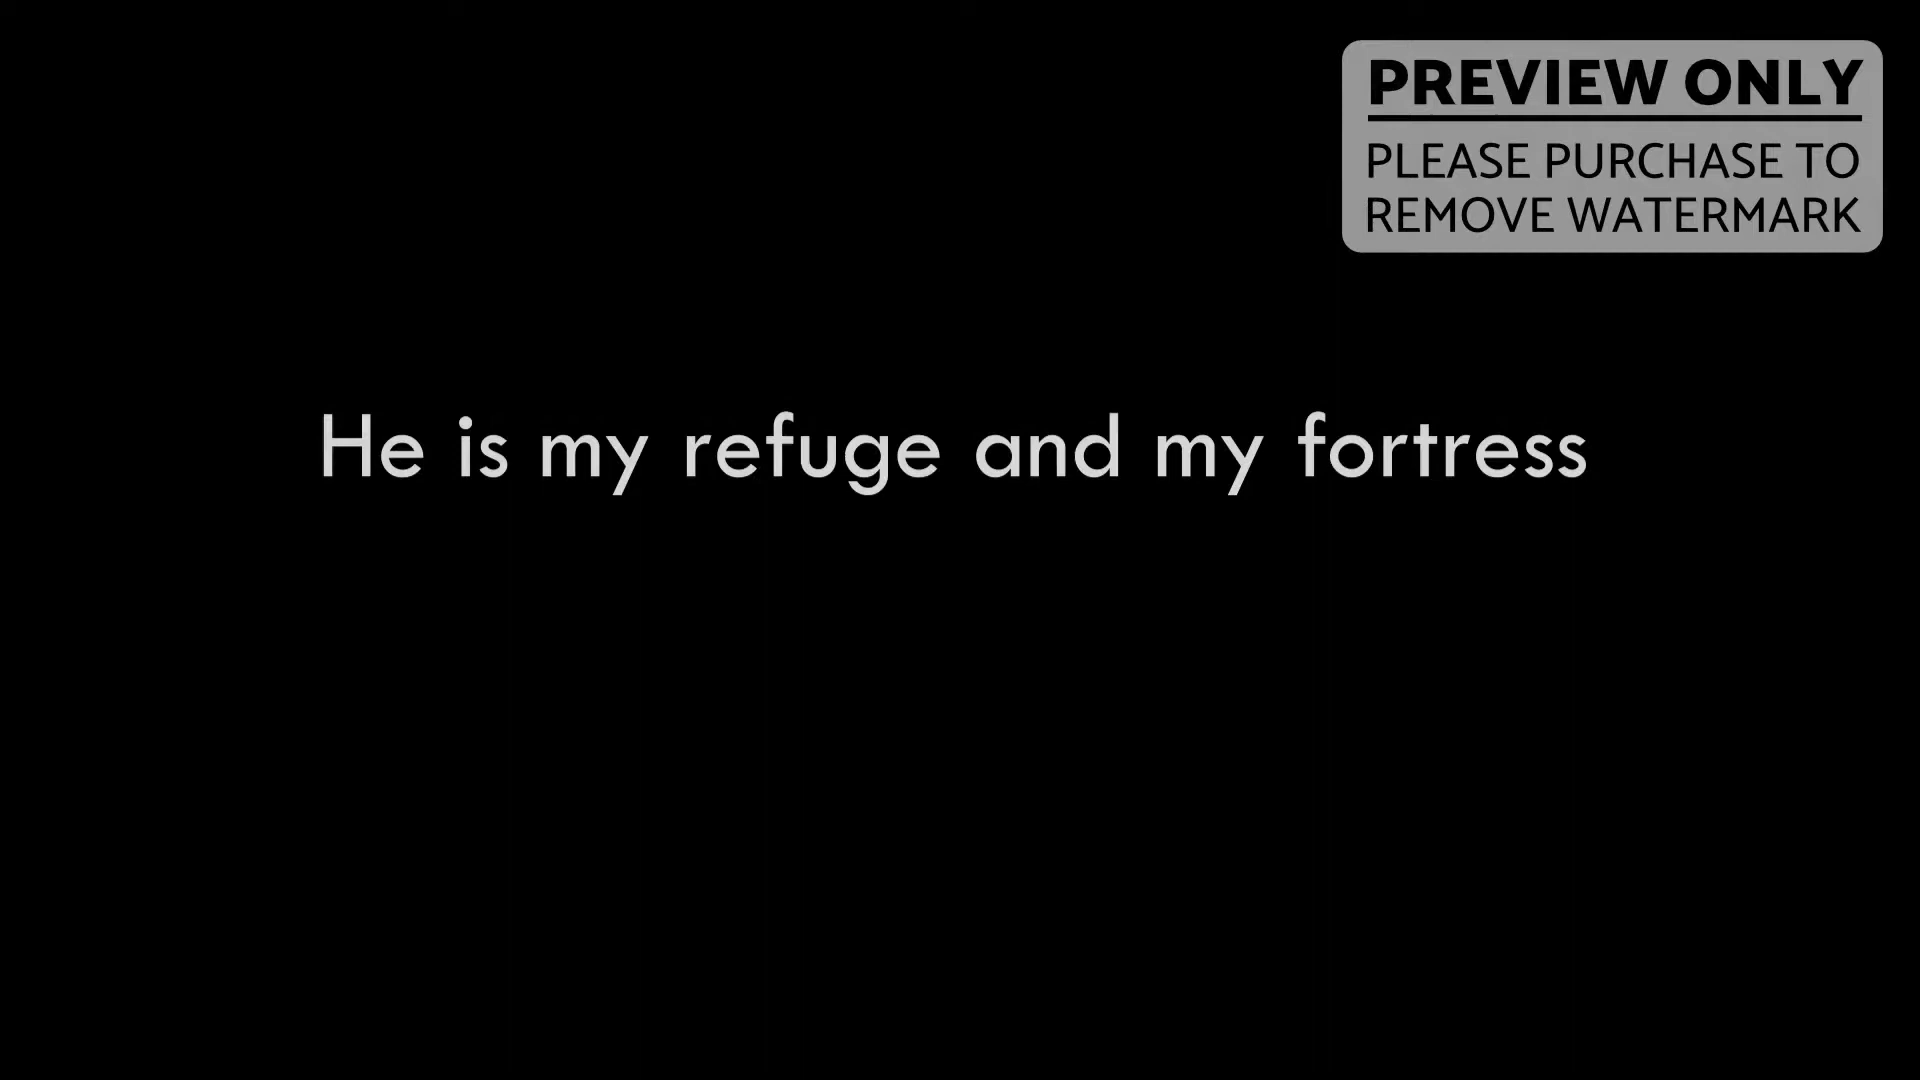 PREVIEW ONLY
PLEASE PURCHASE TO
REMOVE WATERMARK
He is my refuge and my fortress